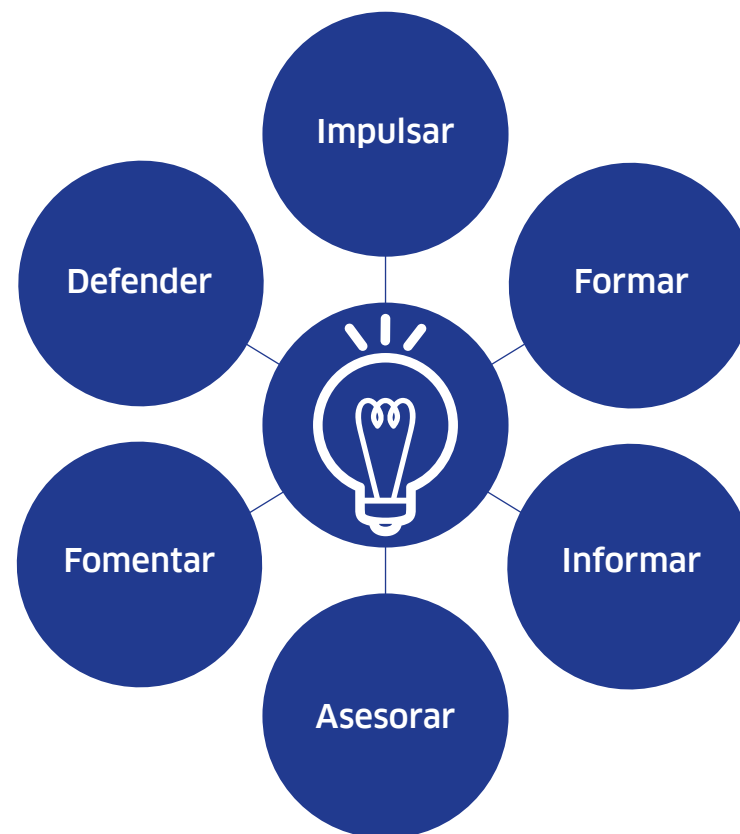 Impulsar
Formar
Informar
Asesorar
Fomentar
Defender